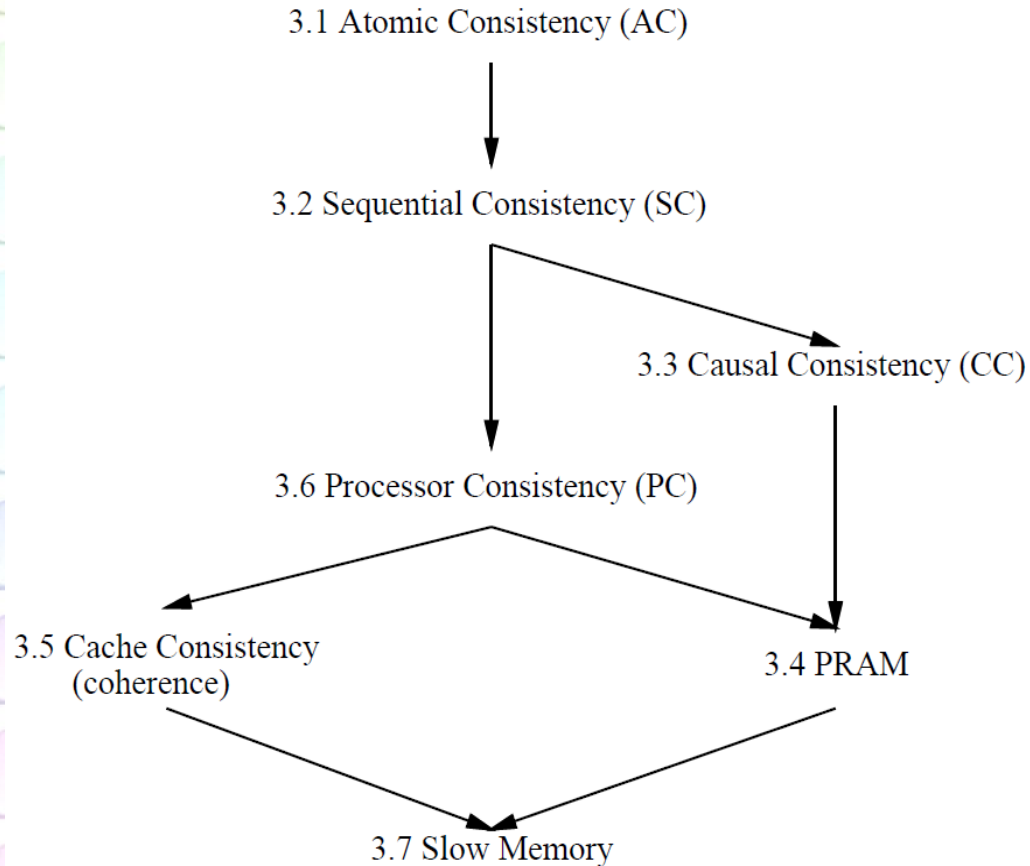 3.1 Atomic Consistency (AC)
3.2 Sequential Consistency (SC)
3.3 Causal Consistency (CC)
3.6 Processor Consistency (PC)
3.5 Cache Consistency
(coherence)
3.4 PRAM
3.7 Slow Memory